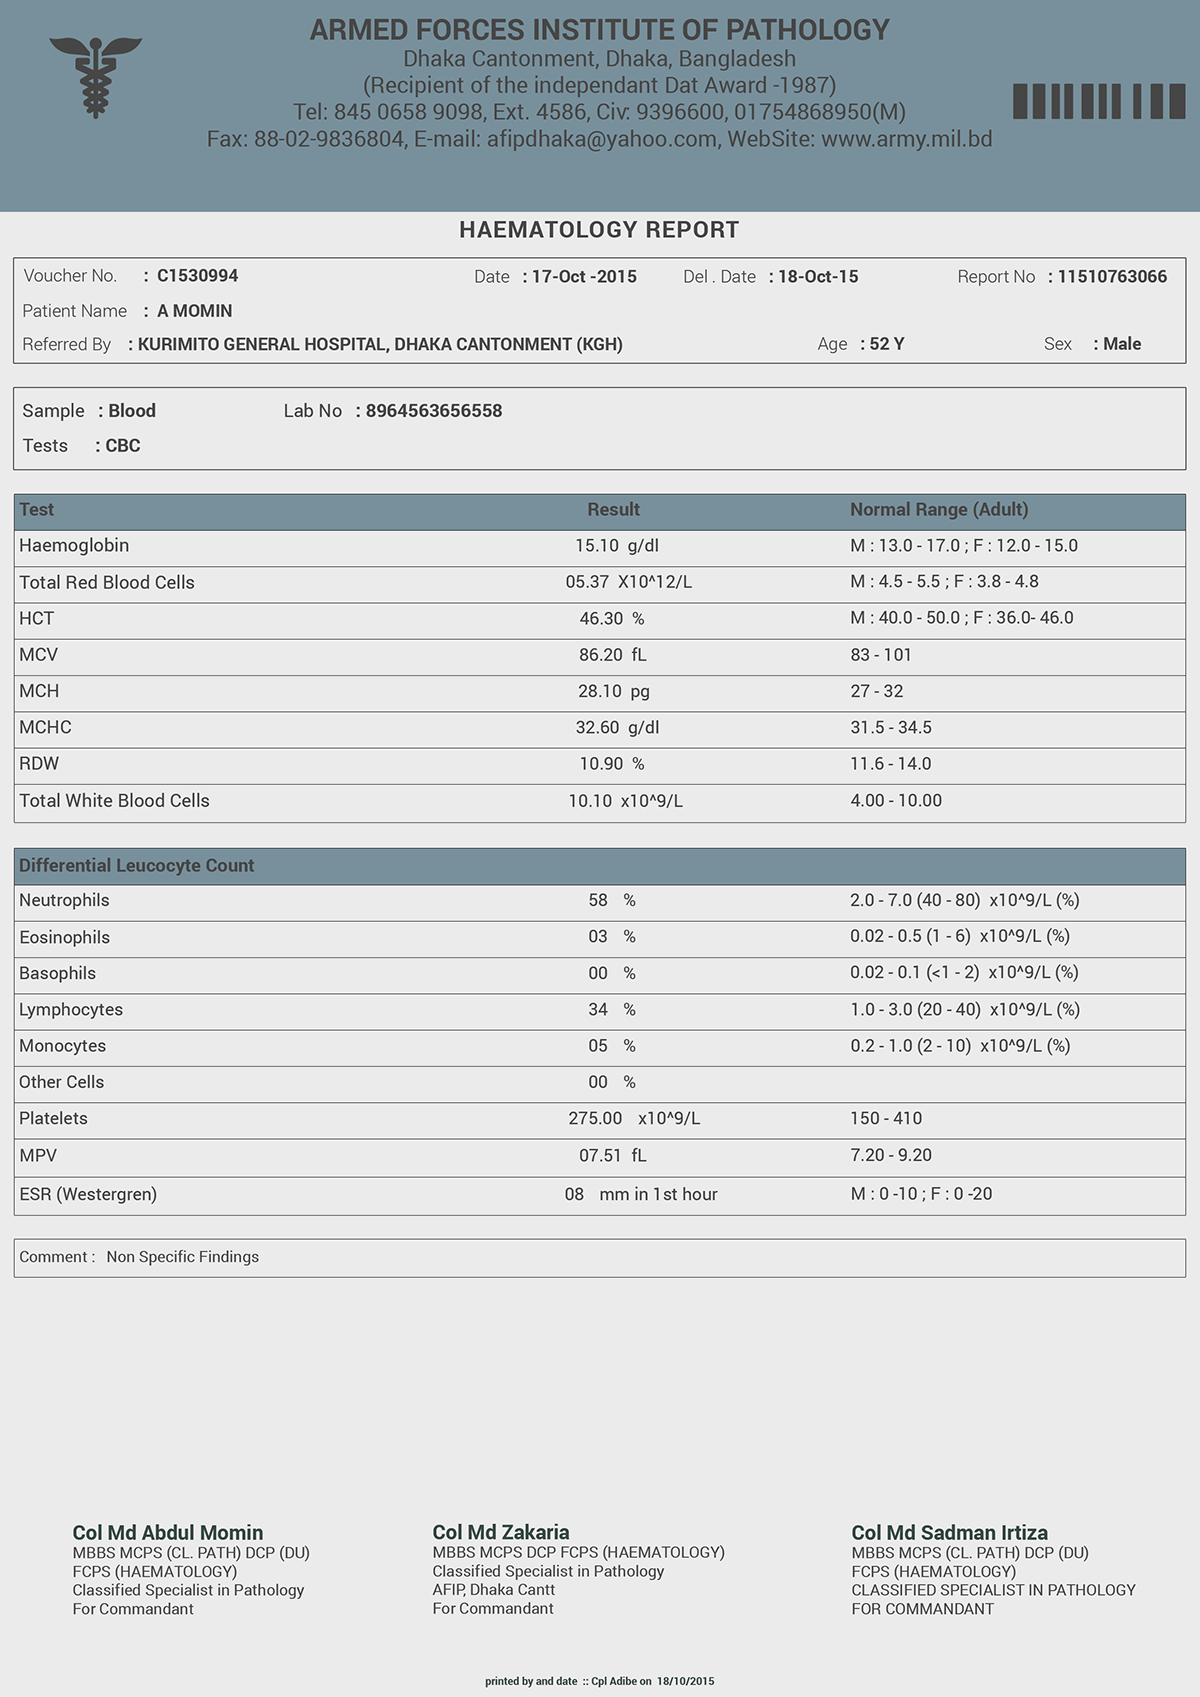 ARMED FORCES INSTITUTE OF PATHOLOGY
Dhaka Cantonment, Dhaka, Bangladesh
(Recipient of the independant Dat Award -1987)
Tel: 845 0658 9098, Ext. 4586, Civ: 9396600, 01754868950(M)
Fax: 88-02-9836804, E-mail: afipdhaka@yahoo.com, WebSite: www.army.mil.bd
HAEMATOLOGY REPORT
Voucher No. : C1530994 Date : 17-Oct -2015 Del . Date : 18-Oct-15 Report No : 11510763066
Patient Name : A MOMIN
Referred By : KURIMITO GENERAL HOSPITAL, DHAKA CANTONMENT (KGH) Age : 52 Y Sex : Male
Sample : Blood Lab No : 8964563656558
Tests : CBC
Test Result Normal Range (Adult)
Haemoglobin 15.10 g/dl M : 13.0 - 17.0 ; F : 12.0 - 15.0
Total Red Blood Cells 05.37 X10^12/L M : 4.5 - 5.5 ; F : 3.8 - 4.8
HCT 46.30 % M : 40.0 - 50.0 ; F : 36.0- 46.0
MCV 86.20 fL 83 - 101
MCH 28.10 pg 27 - 32
MCHC 32.60 g/dl 31.5 - 34.5
RDW 10.90 % 11.6 - 14.0
Total White Blood Cells 10.10 x10^9/L 4.00 - 10.00
Differential Leucocyte Count
Neutrophils 58 % 2.0 - 7.0 (40 - 80) x10^9/L (%)
Eosinophils 03 % 0.02 - 0.5 (1 - 6) x10^9/L (%)
Basophils 00 % 0.02 - 0.1 (<1 - 2) x10^9/L (%)
Lymphocytes 34 % 1.0 - 3.0 (20 - 40) x10^9/L (%)
Monocytes 05 % 0.2 - 1.0 (2 - 10) x10^9/L (%)
Other Cells 00 %
Platelets 275.00 x10^9/L 150 - 410
MPV 07.51 fL 7.20 - 9.20
ESR (Westergren) 08 mm in 1st hour M : 0 -10 ; F : 0 -20
Comment : Non Specific Findings
Col Md Abdul Momin
MBBS MCPS (CL. PATH) DCP (DU)
FCPS (HAEMATOLOGY)
Classified Specialist in Pathology
For Commandant
Col Md Zakaria
MBBS MCPS DCP FCPS (HAEMATOLOGY)
Classified Specialist in Pathology
AFIP, Dhaka Cantt
For Commandant
Col Md Sadman Irtiza
MBBS MCPS (CL. PATH) DCP (DU)
FCPS (HAEMATOLOGY)
CLASSIFIED SPECIALIST IN PATHOLOGY
FOR COMMANDANT
printed by and date :: Cpl Adibe on 18/10/2015